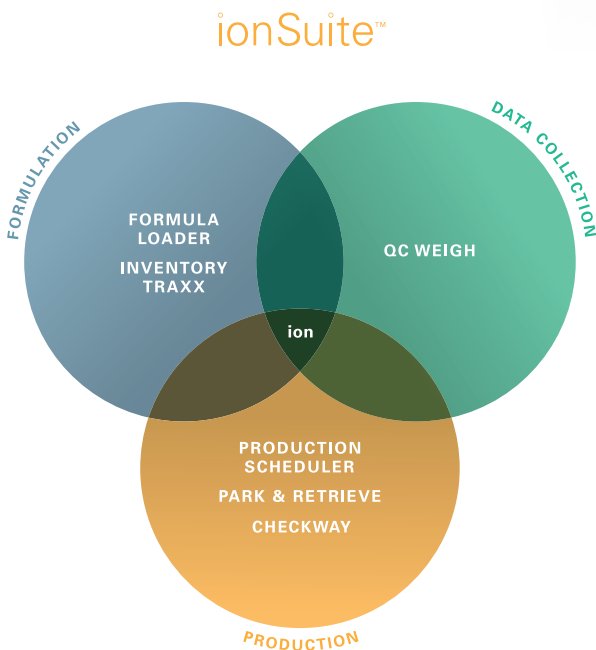 ionSuite™
FORMULATION
DATA COLLECTION
FORMULA
LOADER
INVENTORY
TRAXX
QC WEIGH
ion
PRODUCTION
SCHEDULER
PARK & RETRIEVE
CHECKWAY
PRODUCTION